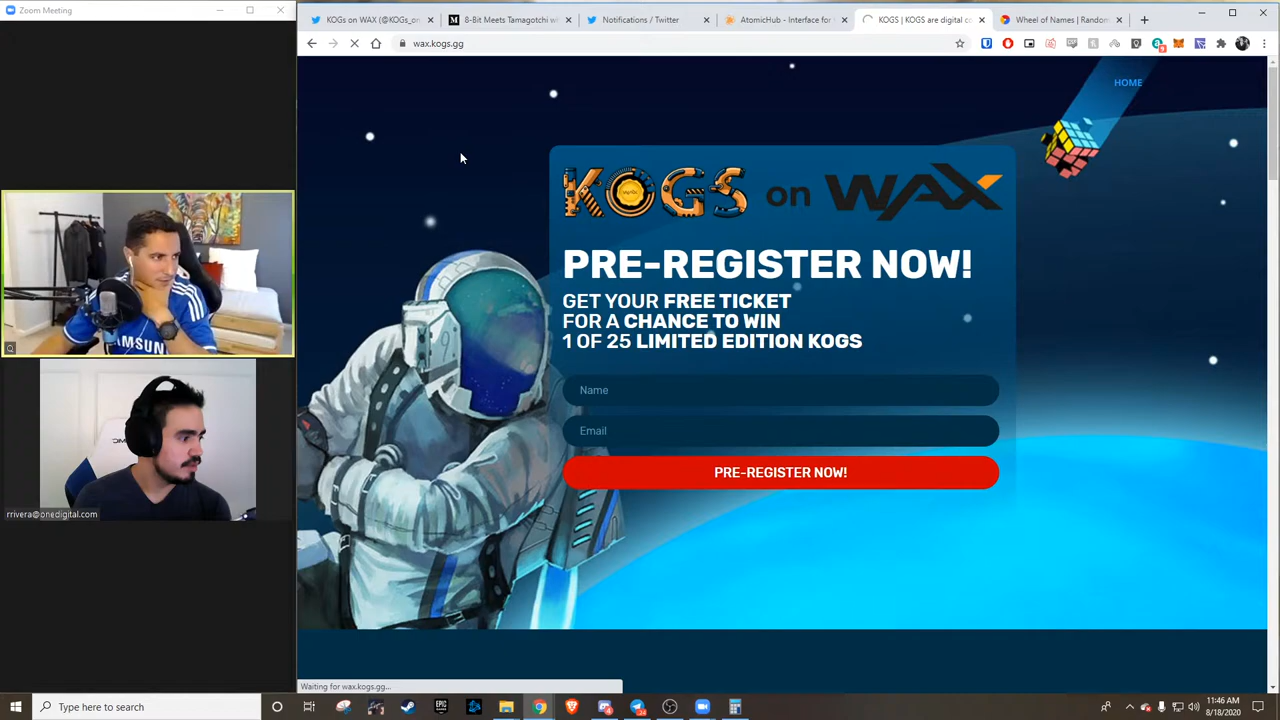 Zoom Meeting
KOGs on WAX (@KOGs_on
8-Bit Meets Tamagotchi wi
Notifications / Twitter
AtomicHub - Interface for
KOGS | KOGS are digital co
Wheel of Names | Random
wax.kogs.gg
HOME
KOGS on WAX
PRE-REGISTER NOW!
GET YOUR FREE TICKET
FOR A CHANCE TO WIN
1 OF 25 LIMITED EDITION KOGS
Name
Email
PRE-REGISTER NOW!
SAMSUN
rrivera@onedigital.com
Waiting for wax.kogs.gg...
Type here to search
11:46 AM
8/18/2020